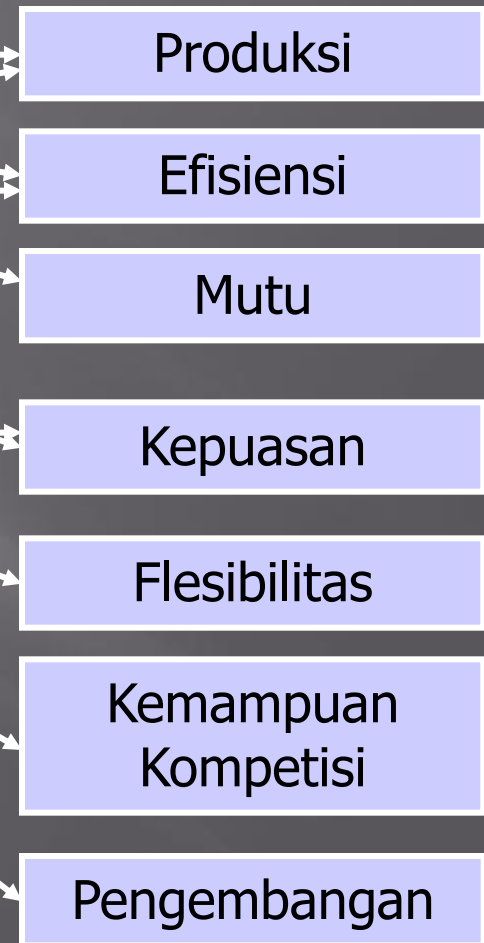 Produksi
Efisiensi
Mutu
Kepuasan
Flesibilitas
Kemampuan
Kompetisi
Pengembangan